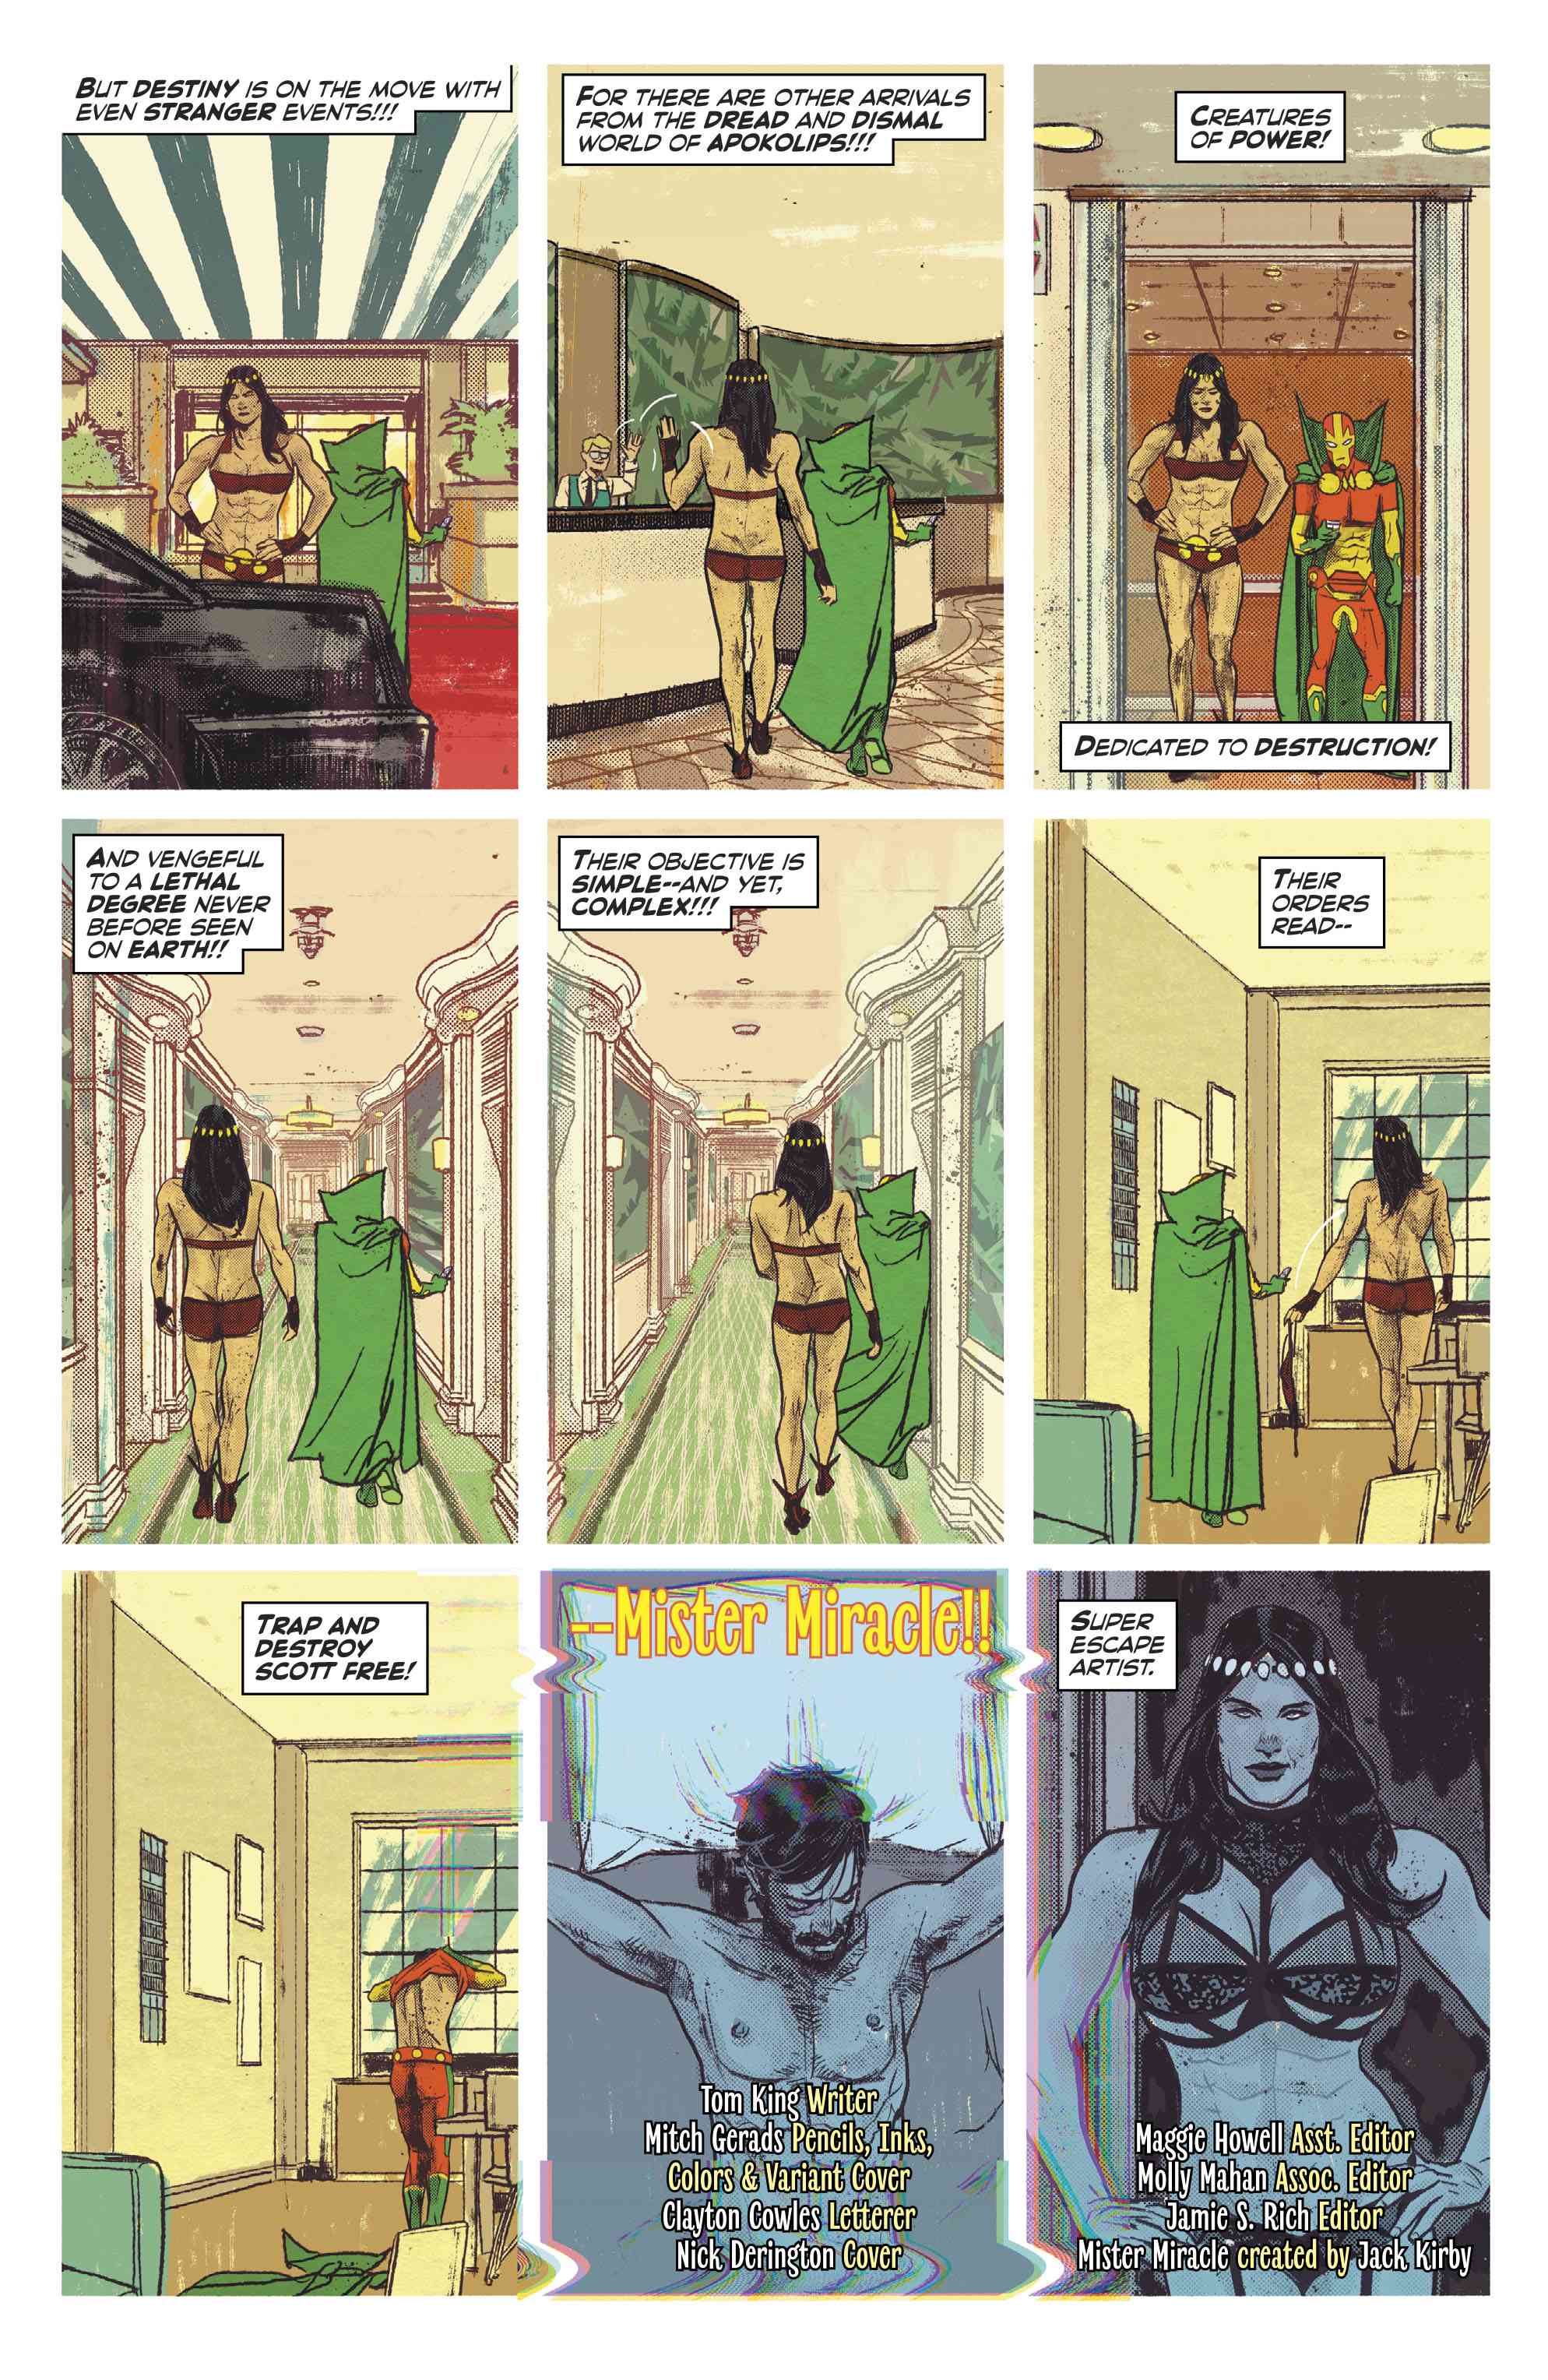 But destiny is on the move with
even stranger events!!!
For there are other arrivals
from the dread and dismal
world of Apokolips!!!
Creatures
of power!
Dedicated to destruction!
And vengeful
to a lethal
degree never
before seen
on Earth!!
Their objective is
simple--and yet,
complex!!!
Their
orders
read--
Trap and
destroy
Scott Free!
--Mister Miracle!!
Tom King Writer
Mitch Gerads Pencils, Inks,
Colors & Variant Cover
Clayton Cowles Letterer
Nick Derington Cover
Super
escape
artist.
Maggie Howell Asst. Editor
Molly Mahan Assoc. Editor
Jamie S. Rich Editor
Mister Miracle created by Jack Kirby